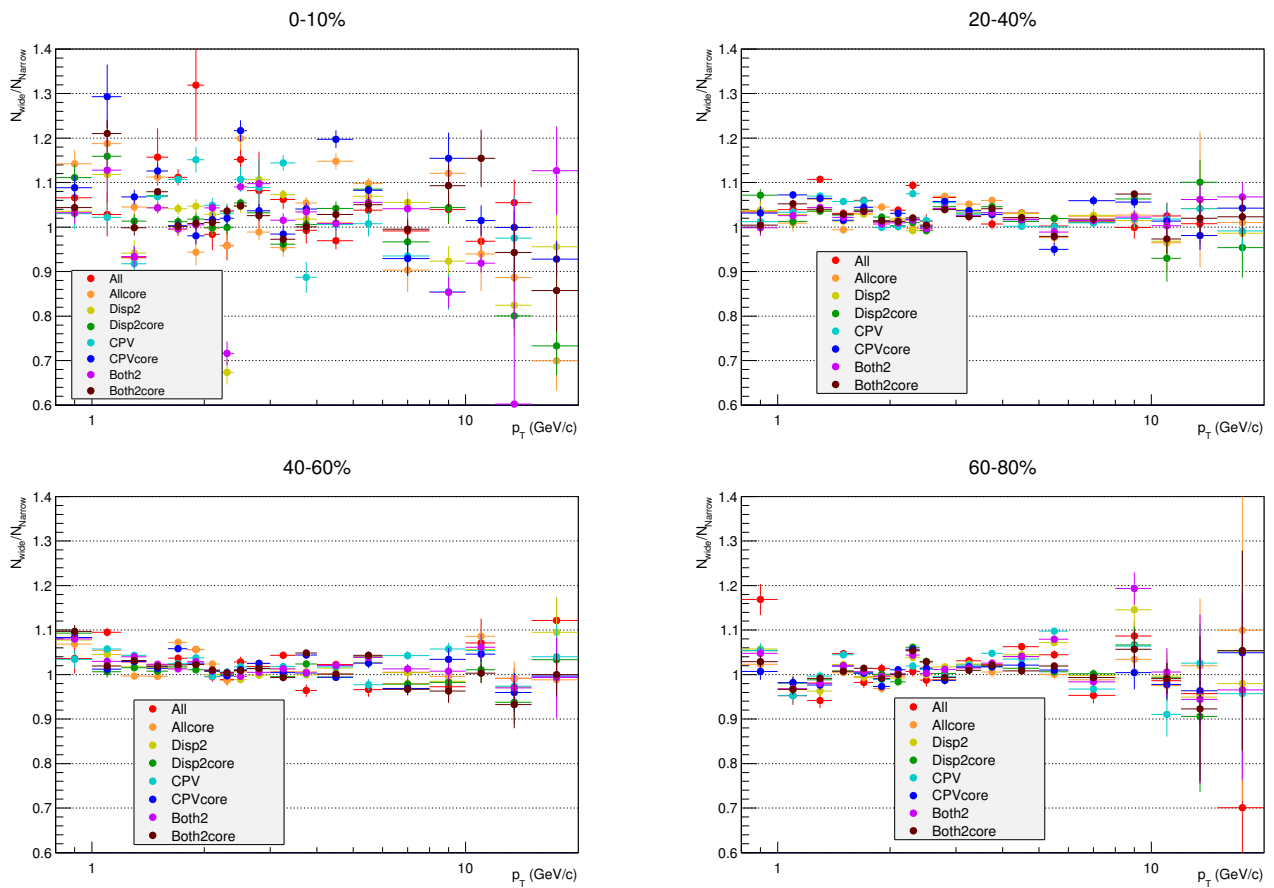 0-10%
N_wide/N_Narrow
1.4
1.3
1.2
1.1
1
0.9
0.8
0.7
0.6
All
Allcore
Disp2
Disp2core
CPV
CPVcore
Both2
Both2core
1
10
p_T (GeV/c)
20-40%
N_wide/N_Narrow
1.4
1.3
1.2
1.1
1
0.9
0.8
0.7
0.6
All
Allcore
Disp2
Disp2core
CPV
CPVcore
Both2
Both2core
1
10
p_T (GeV/c)
40-60%
N_wide/N_Narrow
1.4
1.3
1.2
1.1
1
0.9
0.8
0.7
0.6
All
Allcore
Disp2
Disp2core
CPV
CPVcore
Both2
Both2core
1
10
p_T (GeV/c)
60-80%
N_wide/N_Narrow
1.4
1.3
1.2
1.1
1
0.9
0.8
0.7
0.6
All
Allcore
Disp2
Disp2core
CPV
CPVcore
Both2
Both2core
1
10
p_T (GeV/c)